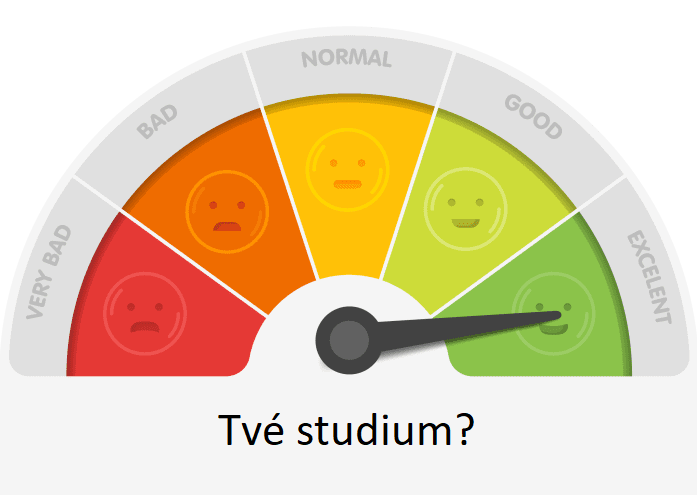 VERY BAD
BAD
NORMAL
GOOD
EXCELENT
Tvé studium?